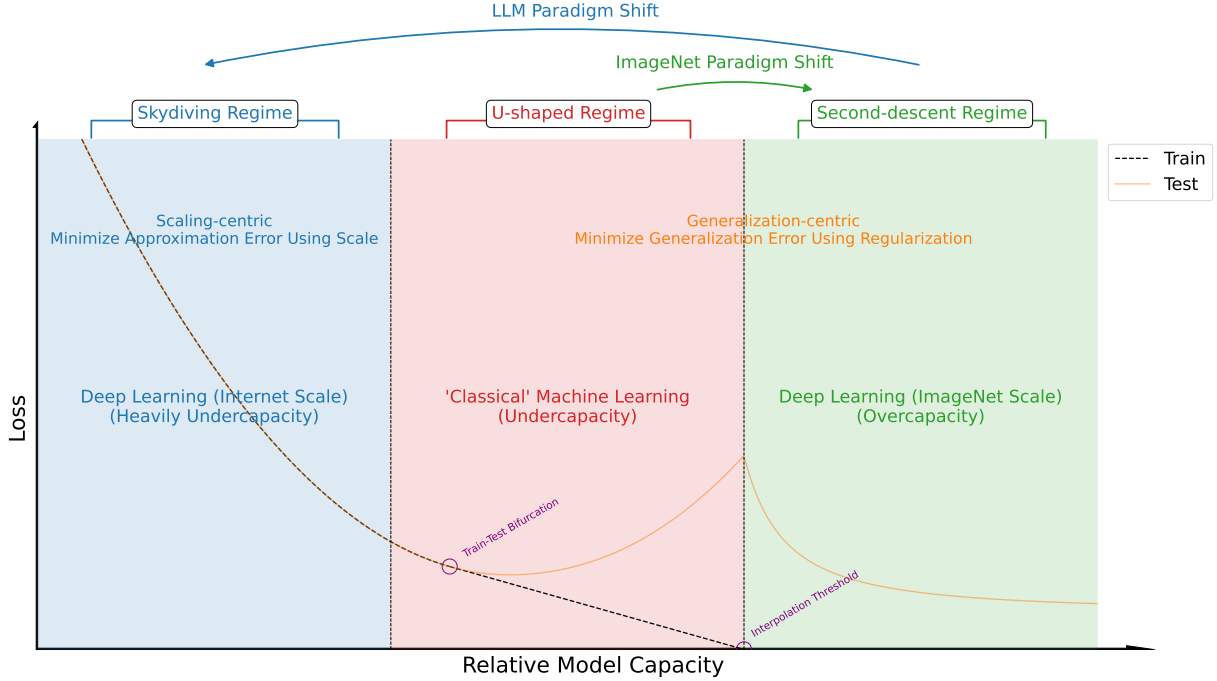 LLM Paradigm Shift
ImageNet Paradigm Shift
Skydiving Regime
U-shaped Regime
Second-descent Regime
Train
Test
Scaling-centric
Minimize Approximation Error Using Scale
Generalization-centric
Minimize Generalization Error Using Regularization
Deep Learning (Internet Scale)
(Heavily Undercapacity)
'Classical' Machine Learning
(Undercapacity)
Deep Learning (ImageNet Scale)
(Overcapacity)
Loss
Train-Test Bifurcation
Interpolation Threshold
Relative Model Capacity